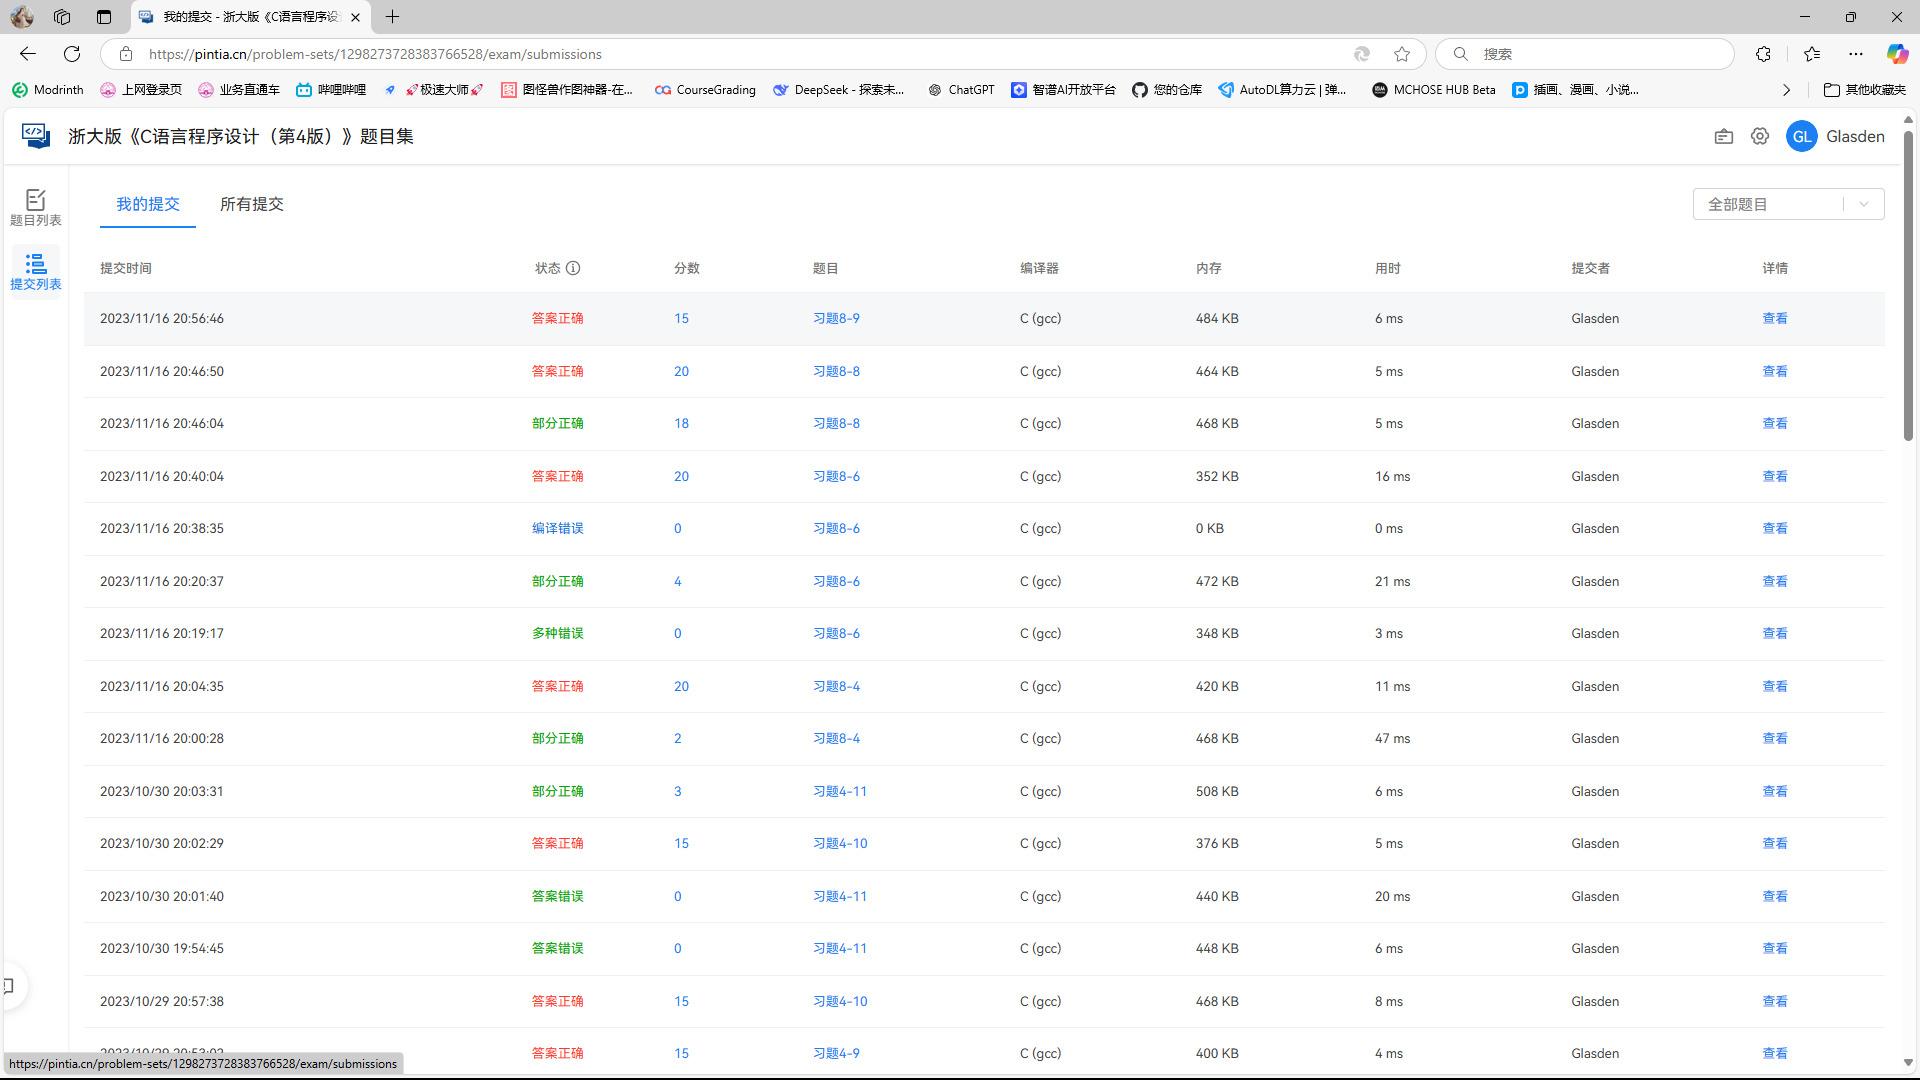 我的提交 - 浙大版《C语言程序设
https://pintia.cn/problem-sets/1298273728383766528/exam/submissions
搜索
Modrinth 上网登录页 业务直通车 哔哩哔哩 🚀极速大师🚀 图怪兽作图神器-在... CourseGrading DeepSeek - 探索未... ChatGPT 智谱AI开放平台 您的仓库 AutoDL算力云 | 弹... MCHOSE HUB Beta 插画、漫画、小说... 其他收藏夹
浙大版《C语言程序设计（第4版）》题目集
GL Glasden
题目列表
提交列表
我的提交 所有提交
全部题目
提交时间 状态 分数 题目 编译器 内存 用时 提交者 详情
2023/11/16 20:56:46 答案正确 15 习题8-9 C (gcc) 484 KB 6 ms Glasden 查看
2023/11/16 20:46:50 答案正确 20 习题8-8 C (gcc) 464 KB 5 ms Glasden 查看
2023/11/16 20:46:04 部分正确 18 习题8-8 C (gcc) 468 KB 5 ms Glasden 查看
2023/11/16 20:40:04 答案正确 20 习题8-6 C (gcc) 352 KB 16 ms Glasden 查看
2023/11/16 20:38:35 编译错误 0 习题8-6 C (gcc) 0 KB 0 ms Glasden 查看
2023/11/16 20:20:37 部分正确 4 习题8-6 C (gcc) 472 KB 21 ms Glasden 查看
2023/11/16 20:19:17 多种错误 0 习题8-6 C (gcc) 348 KB 3 ms Glasden 查看
2023/11/16 20:04:35 答案正确 20 习题8-4 C (gcc) 420 KB 11 ms Glasden 查看
2023/11/16 20:00:28 部分正确 2 习题8-4 C (gcc) 468 KB 47 ms Glasden 查看
2023/10/30 20:03:31 部分正确 3 习题4-11 C (gcc) 508 KB 6 ms Glasden 查看
2023/10/30 20:02:29 答案正确 15 习题4-10 C (gcc) 376 KB 5 ms Glasden 查看
2023/10/30 20:01:40 答案错误 0 习题4-11 C (gcc) 440 KB 20 ms Glasden 查看
2023/10/30 19:54:45 答案错误 0 习题4-11 C (gcc) 448 KB 6 ms Glasden 查看
2023/10/29 20:57:38 答案正确 15 习题4-10 C (gcc) 468 KB 8 ms Glasden 查看
答案正确 15 习题4-9 C (gcc) 400 KB 4 ms Glasden 查看
https://pintia.cn/problem-sets/1298273728383766528/exam/submissions